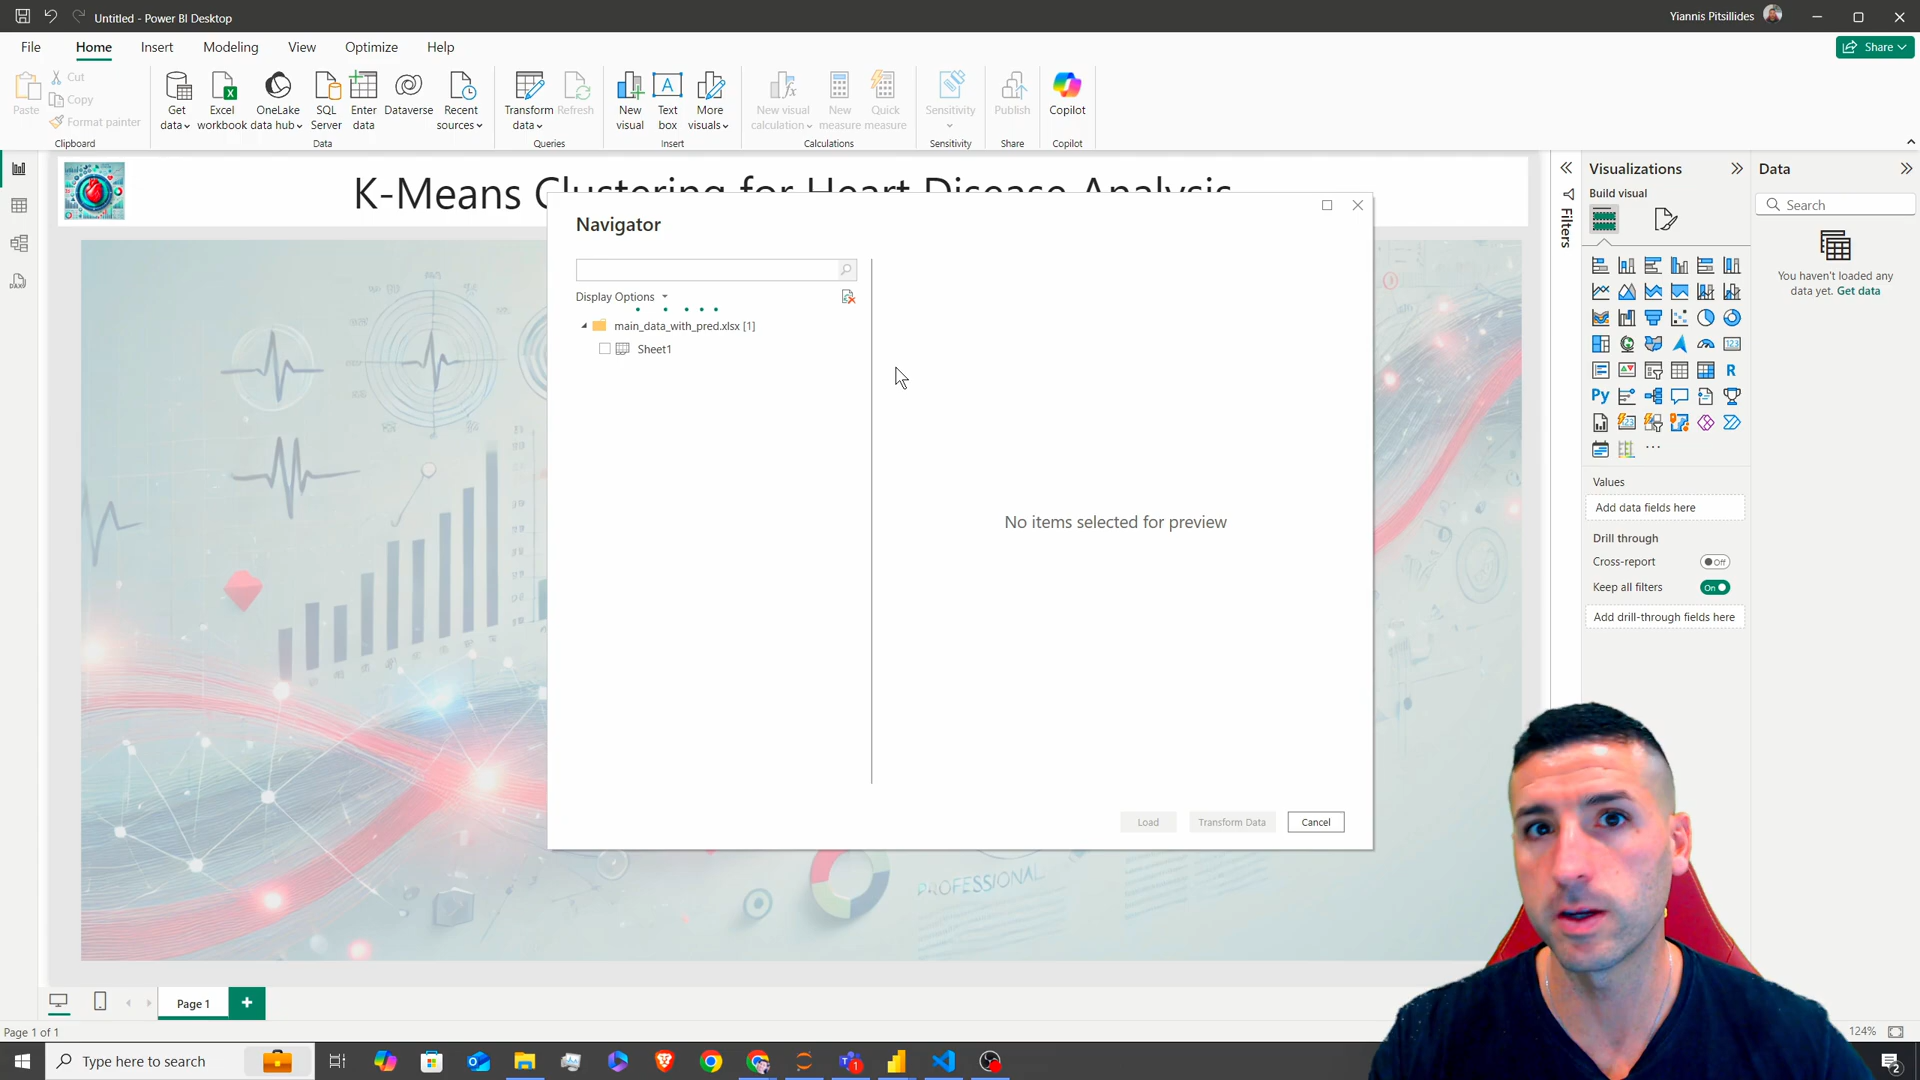 Untitled - Power BI Desktop
Yiannis Pitsillides
File
Home
Insert
Modeling
View
Optimize
Help
Share
Paste
Cut
Copy
Format painter
Get data
Excel workbook
OneLake data hub
SQL Server
Enter data
Dataverse
Recent sources
Transform data
Refresh
New visual
Text box
More visuals
New visual calculation
New measure
Quick measure
Sensitivity
Publish
Copilot
Clipboard
Data
Queries
Insert
Calculations
Sensitivity
Share
Copilot
K-Means Clustering for Heart Disease Analysis
Navigator
Display Options
main_data_with_pred.xlsx [1]
Sheet1
No items selected for preview
Load
Transform Data
Cancel
PROFESSIONAL
Filters
Visualizations
Build visual
Values
Add data fields here
Drill through
Cross-report
Off
Keep all filters
On
Add drill-through fields here
Data
Search
You haven't loaded any
data yet. Get data
Page 1
Page 1 of 1
124%
Type here to search